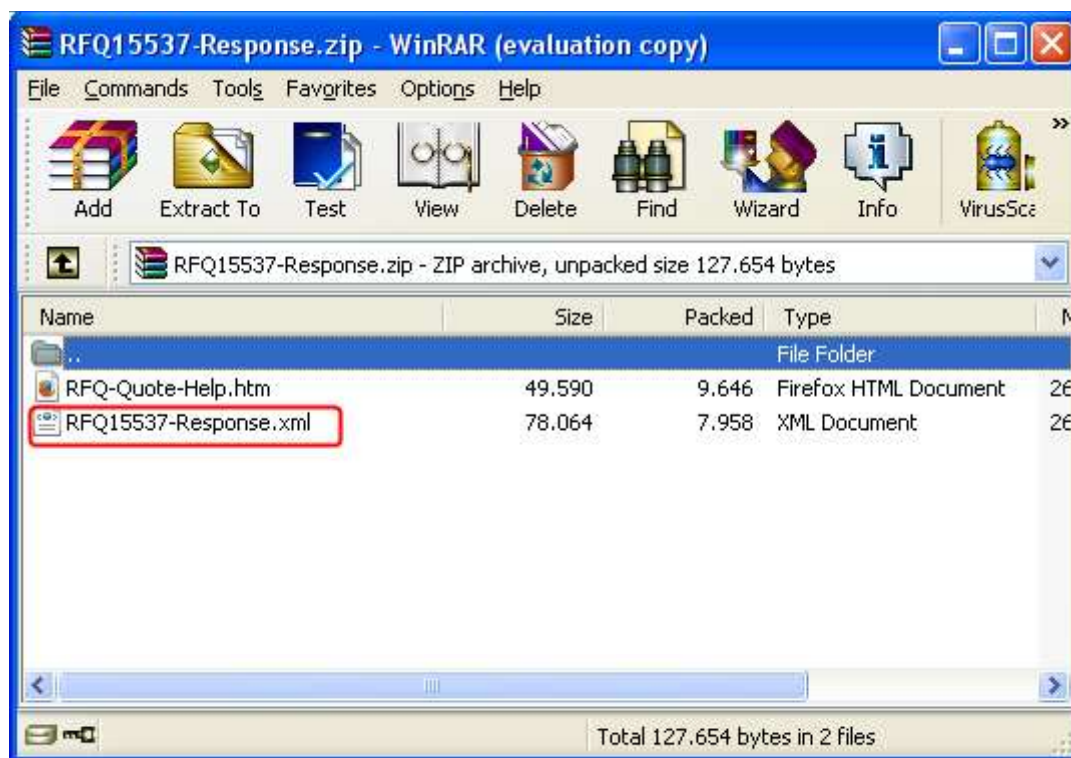 RFQ15537-Response.zip - WinRAR (evaluation copy)
File Commands Tools Favorites Options Help
Add Extract To Test View Delete Find Wizard Info VirusSca
RFQ15537-Response.zip - ZIP archive, unpacked size 127.654 bytes
Name Size Packed Type
.. File Folder
RFQ-Quote-Help.htm 49.590 9.646 Firefox HTML Document 26
RFQ15537-Response.xml 78.064 7.958 XML Document 26
Total 127.654 bytes in 2 files